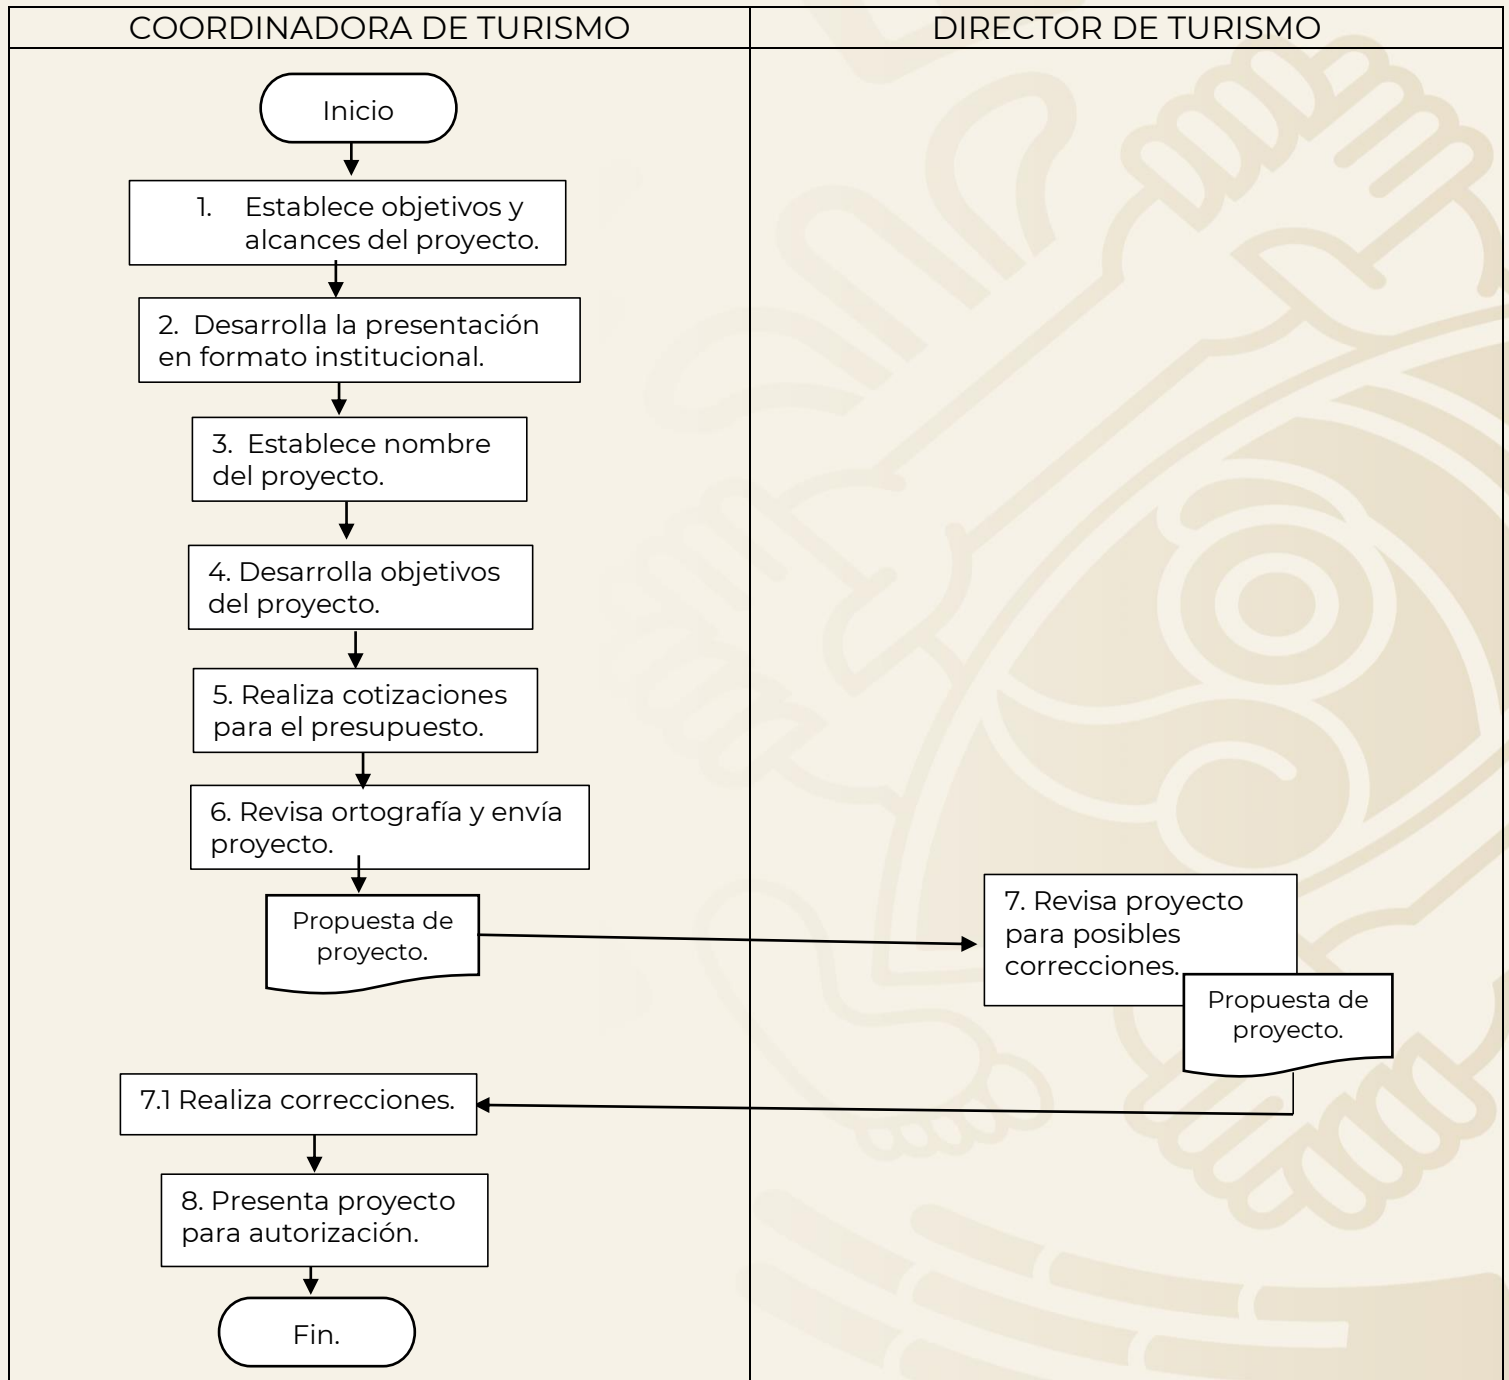 COORDINADORA DE TURISMO
DIRECTOR DE TURISMO
Inicio
1. Establece objetivos y
alcances del proyecto.
2. Desarrolla la presentación
en formato institucional.
3. Establece nombre
del proyecto.
4. Desarrolla objetivos
del proyecto.
5. Realiza cotizaciones
para el presupuesto.
6. Revisa ortografía y envía
proyecto.
Propuesta de
proyecto.
7. Revisa proyecto
para posibles
correcciones.
Propuesta de
proyecto.
7.1 Realiza correcciones.
8. Presenta proyecto
para autorización.
Fin.